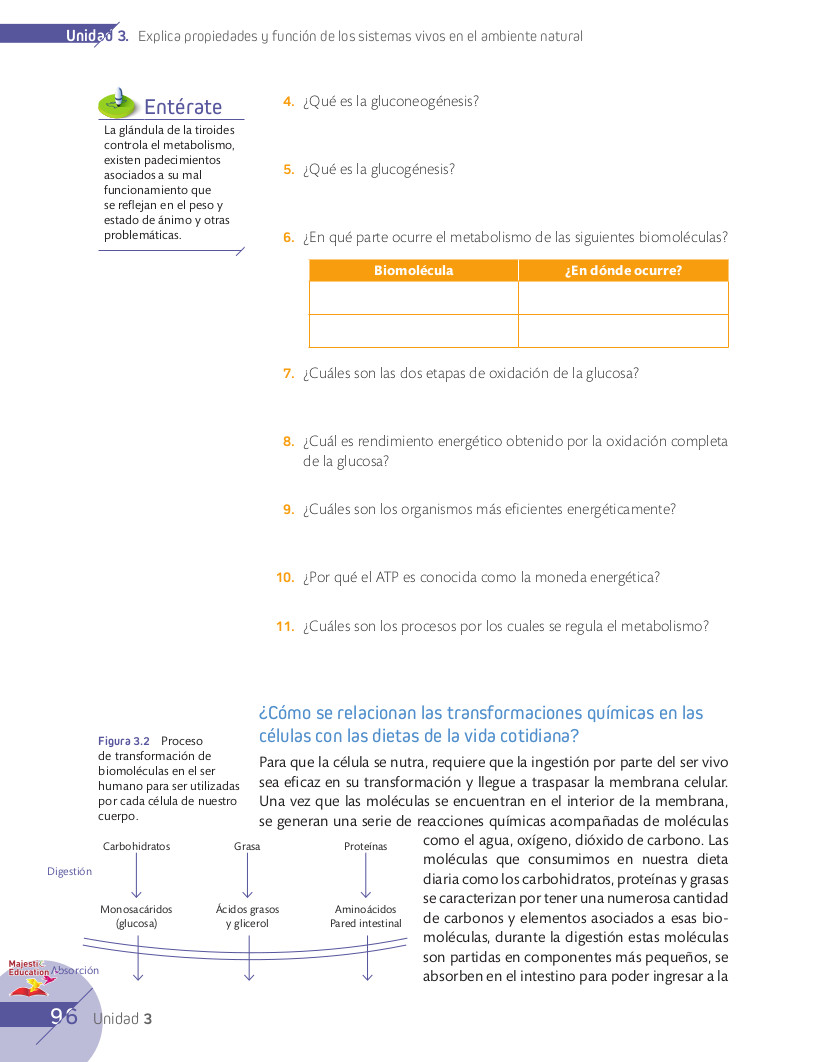 Unidad 3. Explica propiedades y función de los sistemas vivos en el ambiente natural
Entérate
La glándula de la tiroides
controla el metabolismo,
existen padecimientos
asociados a su mal
funcionamiento que
se reflejan en el peso y
estado de ánimo y otras
problemáticas.
4. ¿Qué es la gluconeogénesis?
5. ¿Qué es la glucogénesis?
6. ¿En qué parte ocurre el metabolismo de las siguientes biomoléculas?
Biomolécula ¿En dónde ocurre?
7. ¿Cuáles son las dos etapas de oxidación de la glucosa?
8. ¿Cuál es rendimiento energético obtenido por la oxidación completa
de la glucosa?
9. ¿Cuáles son los organismos más eficientes energéticamente?
10. ¿Por qué el ATP es conocida como la moneda energética?
11. ¿Cuáles son los procesos por los cuales se regula el metabolismo?
¿Cómo se relacionan las transformaciones químicas en las
células con las dietas de la vida cotidiana?
Para que la célula se nutra, requiere que la ingestión por parte del ser vivo
sea eficaz en su transformación y llegue a traspasar la membrana celular.
Una vez que las moléculas se encuentran en el interior de la membrana,
se generan una serie de reacciones químicas acompañadas de moléculas
como el agua, oxígeno, dióxido de carbono. Las
moléculas que consumimos en nuestra dieta
diaria como los carbohidratos, proteínas y grasas
se caracterizan por tener una numerosa cantidad
de carbonos y elementos asociados a esas bio-
moléculas, durante la digestión estas moléculas
son partidas en componentes más pequeños, se
absorben en el intestino para poder ingresar a la
Figura 3.2 Proceso
de transformación de
biomoléculas en el ser
humano para ser utilizadas
por cada célula de nuestro
cuerpo.
Carbohidratos Grasa Proteínas
Digestión
Monosacáridos Ácidos grasos Aminoácidos
(glucosa) y glicerol Pared intestinal
Absorción
Majestic
Education
96 Unidad 3